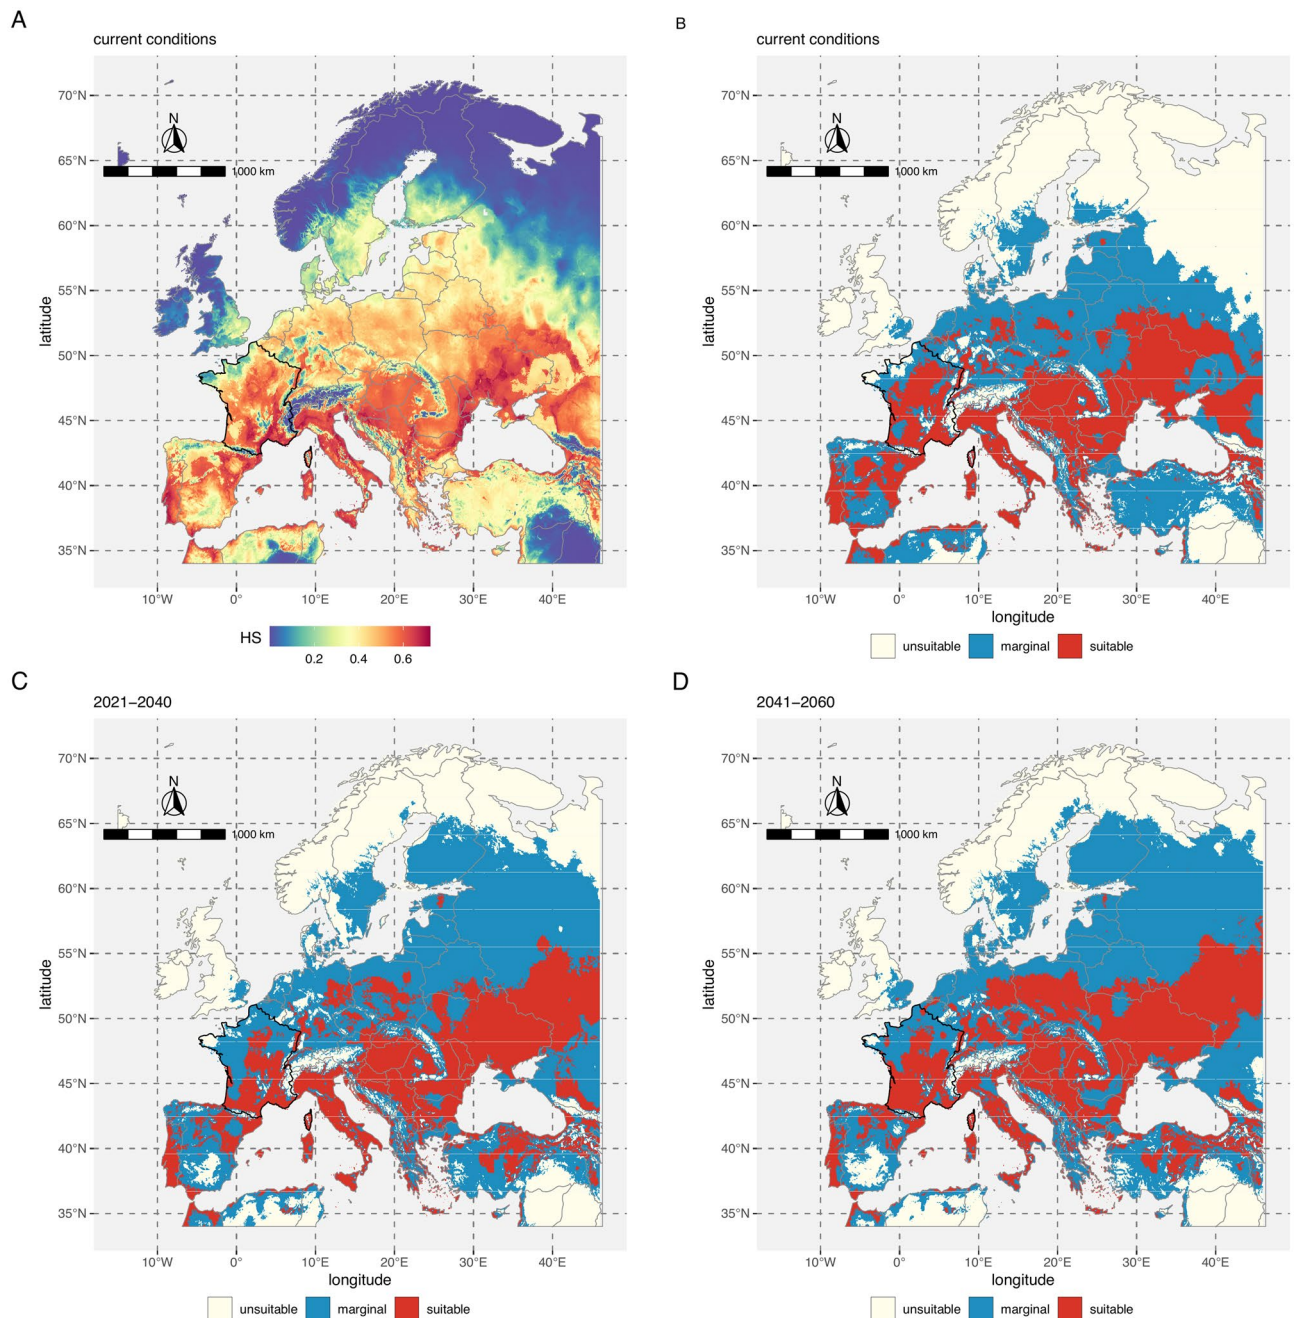 A
current conditions
N
1000 km
70°N
65°N
60°N
55°N
50°N
45°N
40°N
35°N
latitude
10°W 0° 10°E 20°E 30°E 40°E
HS
0.2 0.4 0.6
B
current conditions
N
1000 km
70°N
65°N
60°N
55°N
50°N
45°N
40°N
35°N
latitude
10°W 0° 10°E 20°E 30°E 40°E
longitude
unsuitable marginal suitable
C
2021–2040
N
1000 km
70°N
65°N
60°N
55°N
50°N
45°N
40°N
35°N
latitude
10°W 0° 10°E 20°E 30°E 40°E
longitude
unsuitable marginal suitable
D
2041–2060
N
1000 km
70°N
65°N
60°N
55°N
50°N
45°N
40°N
35°N
latitude
10°W 0° 10°E 20°E 30°E 40°E
longitude
unsuitable marginal suitable